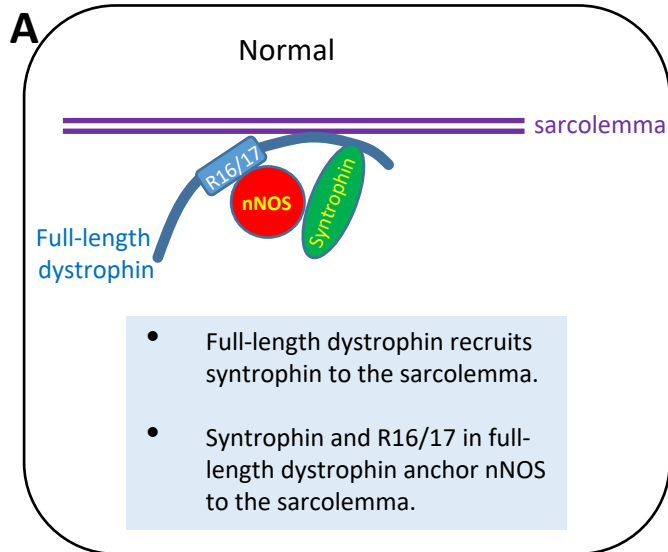 A
Normal
sarcolemma
R16/17
nNOS
Syntrophin
Full-length
dystrophin
• Full-length dystrophin recruits
syntrophin to the sarcolemma.
• Syntrophin and R16/17 in full-
length dystrophin anchor nNOS
to the sarcolemma.